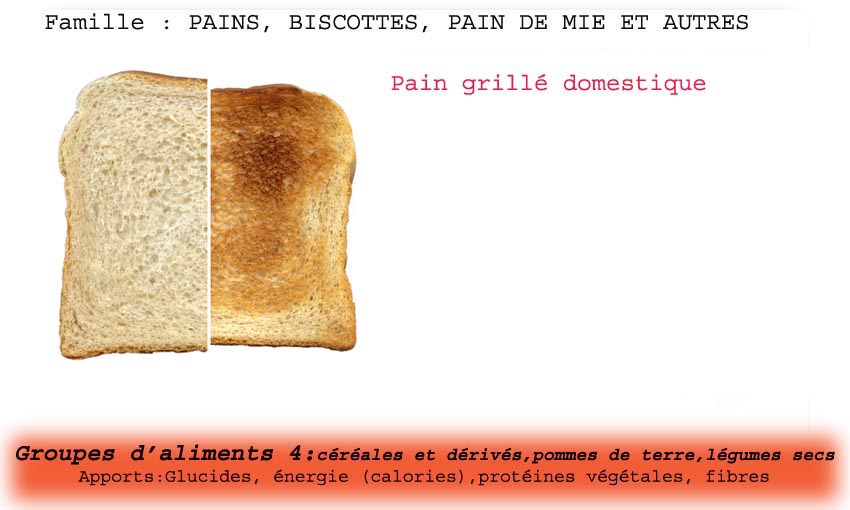 Famille : PAINS, BISCOTTES, PAIN DE MIE ET AUTRES
Pain grillé domestique
Groupes d’aliments 4:céréales et dérivés,pommes de terre,légumes secs
Apports:Glucides, énergie (calories),protéines végétales, fibres